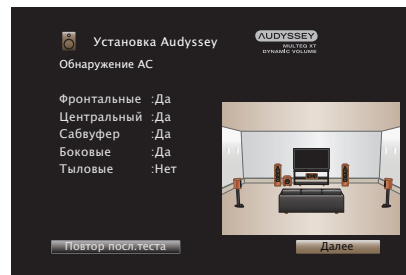 Установка Audyssey
AUDYSSEY
MULTEQ XT
DYNAMIC VOLUME
Обнаружение АС
Фронтальные :Да
Центральный :Да
Сабвуфер :Да
Боковые :Да
Тыловые :Нет
Повтор посл.теста
Далее